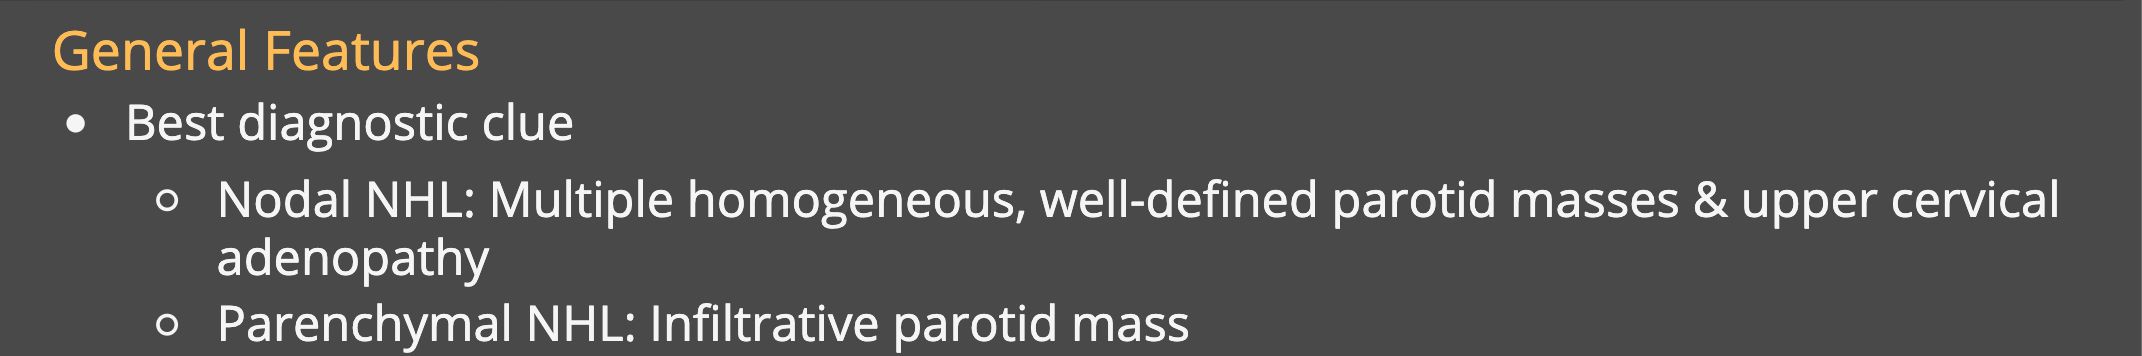 General Features
• Best diagnostic clue
○ Nodal NHL: Multiple homogeneous, well-defined parotid masses & upper cervical
adenopathy
○ Parenchymal NHL: Infiltrative parotid mass